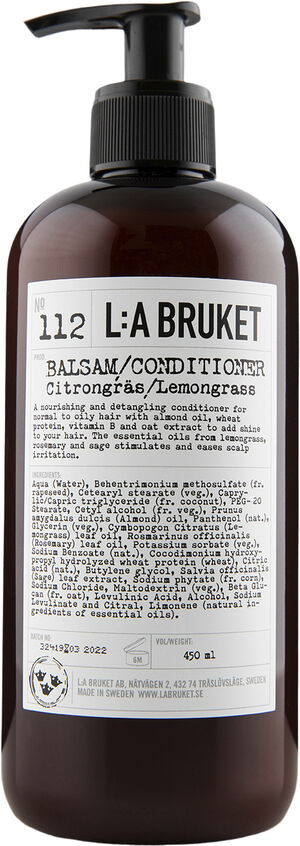 Nº
112 L:A BRUKET
PROD.
BALSAM/CONDITIONER
Citrongräs/Lemongrass
A nourishing and detangling conditioner for
normal to oily hair with almond oil, wheat
protein, vitamin B and oat extract to add shine
to your hair. The essential oils from lemongrass,
rosemary and sage stimulates and eases scalp
irritation.
INGREDIENTS:
Aqua (Water), Behentrimonium methosulfate (fr.
rapeseed), Cetearyl stearate (veg.), Capry-
lic/Capric triglyceride (fr. coconut), PEG-20
Stearate, Cetyl alcohol (fr. veg.), Prunus
amygdalus dulcis (Almond) oil, Panthenol (nat.),
Glycerin (veg.), Cymbopogon Citratus (Le-
mongrass) leaf oil, Rosmarinus officinalis
(Rosemary) leaf oil, Potassium sorbate (veg.),
Sodium Benzoate (nat.), Cocodimonium hydroxy-
propyl hydrolyzed wheat protein (wheat), Citric
acid (nat.), Butylene glycol, Salvia officinalis
(Sage) leaf extract, Sodium phytate (fr. corn),
Sodium Chloride, Maltodextrin (veg.), Beta Glu-
can (fr. oat), Levulinic Acid, Alcohol, Sodium
Levulinate and Citral, Limonene (natural in-
gredients of essential oils).
BATCH NO:
VOL/WEIGHT:
03 2022
6M
450 ml
L:A BRUKET AB, NÄTVÄGEN 2, 432 74 TRÄSLÖVSLÄGE, SWEDEN
MADE IN SWEDEN WWW.LABRUKET.SE